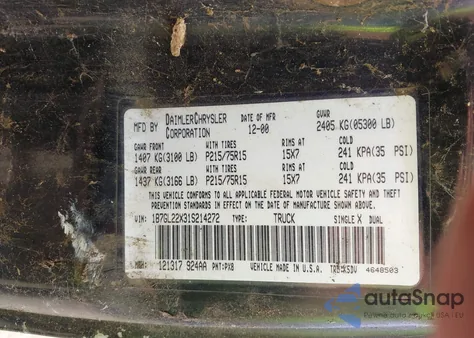 MFD BY DAIMLERCHRYSLER CORPORATION DATE OF MFR 12-00 GVWR 2405 KG(05300 LB)
GAWR FRONT WITH TIRES RIMS AT COLD
1407 KG(3100 LB) P215/75R15 15X7 241 KPA(35 PSI)
GAWR REAR WITH TIRES RIMS AT COLD
1437 KG(3166 LB) P215/75R15 15X7 241 KPA(35 PSI)
THIS VEHICLE CONFORMS TO ALL APPLICABLE FEDERAL MOTOR VEHICLE SAFETY AND THEFT
PREVENTION STANDARDS IN EFFECT ON THE DATE OF MANUFACTURE SHOWN ABOVE.
VIN: 1B7GL22X31S214272 TYPE: TRUCK SINGLE X DUAL
MDH: 121317 924AA PNT:PX8 VEHICLE MADE IN U.S.A. 4648503
autoSnap